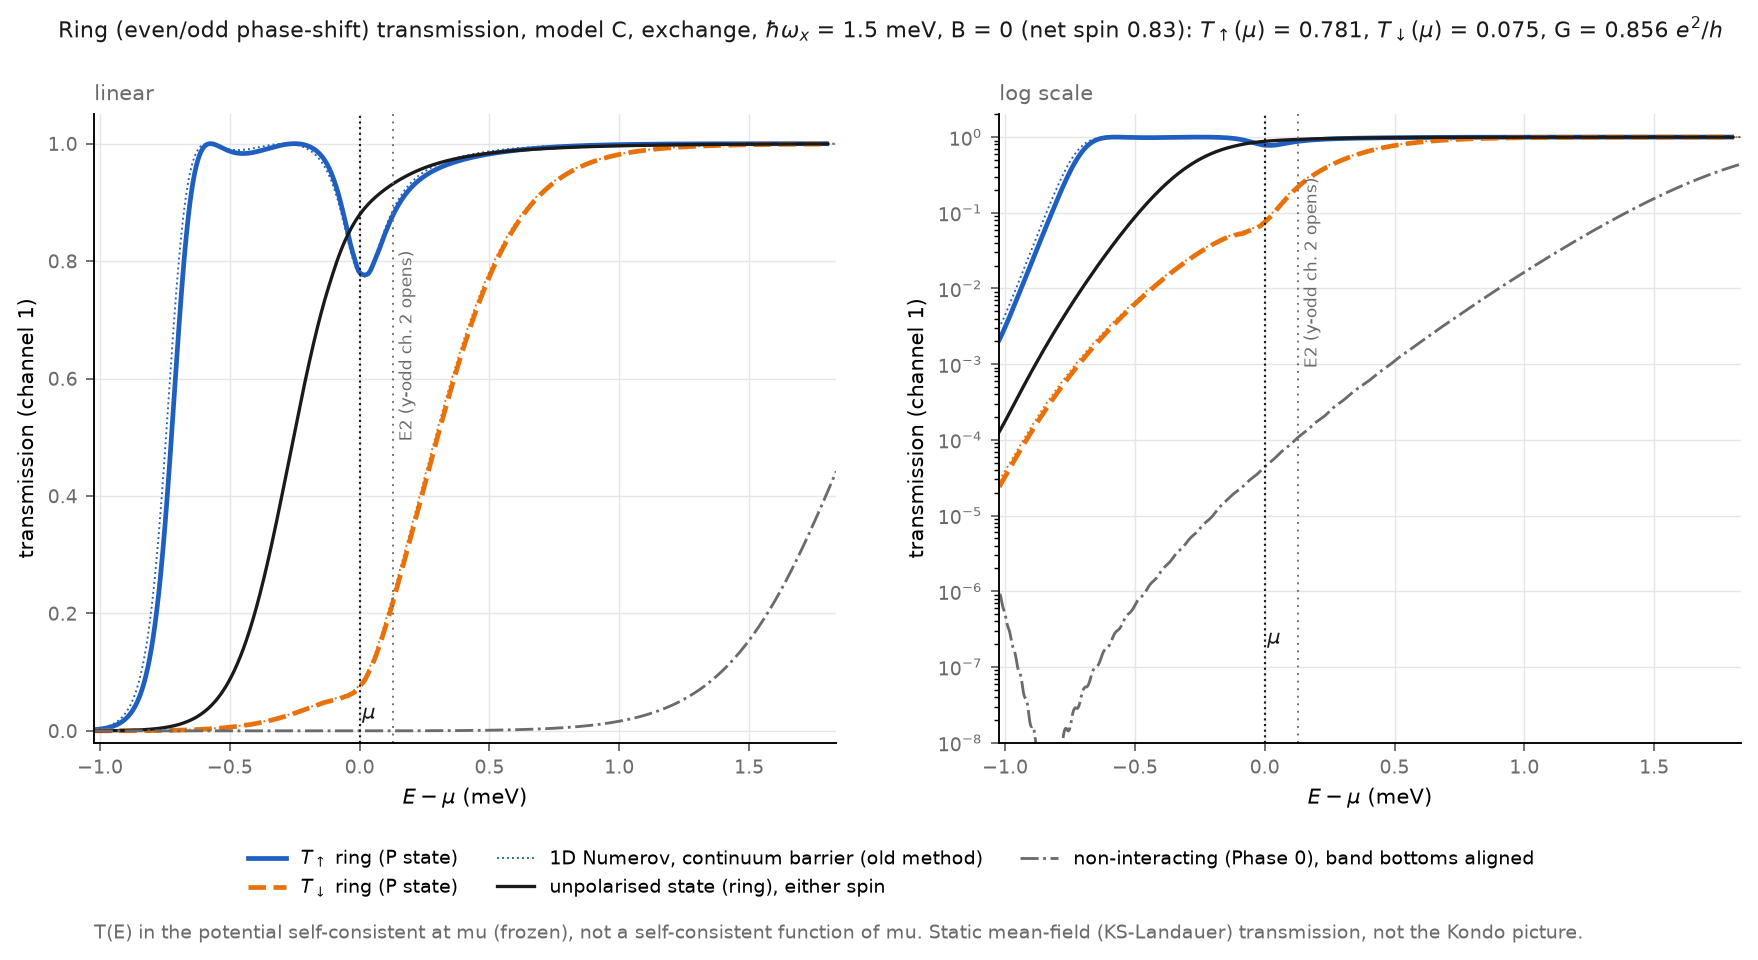 Ring (even/odd phase-shift) transmission, model C, exchange, ℏωₓ = 1.5 meV, B = 0 (net spin 0.83): T↑(μ) = 0.781, T↓(μ) = 0.075, G = 0.856 e²/h
linear
transmission (channel 1)
1.0
0.8
0.6
0.4
0.2
0.0
E2 (y-odd ch. 2 opens)
μ
−1.0 −0.5 0.0 0.5 1.0 1.5
E − μ (meV)
log scale
transmission (channel 1)
10⁰
10⁻¹
10⁻²
10⁻³
10⁻⁴
10⁻⁵
10⁻⁶
10⁻⁷
10⁻⁸
E2 (y-odd ch. 2 opens)
μ
−1.0 −0.5 0.0 0.5 1.0 1.5
E − μ (meV)
T↑ ring (P state)
T↓ ring (P state)
1D Numerov, continuum barrier (old method)
unpolarised state (ring), either spin
non-interacting (Phase 0), band bottoms aligned
T(E) in the potential self-consistent at mu (frozen), not a self-consistent function of mu. Static mean-field (KS-Landauer) transmission, not the Kondo picture.